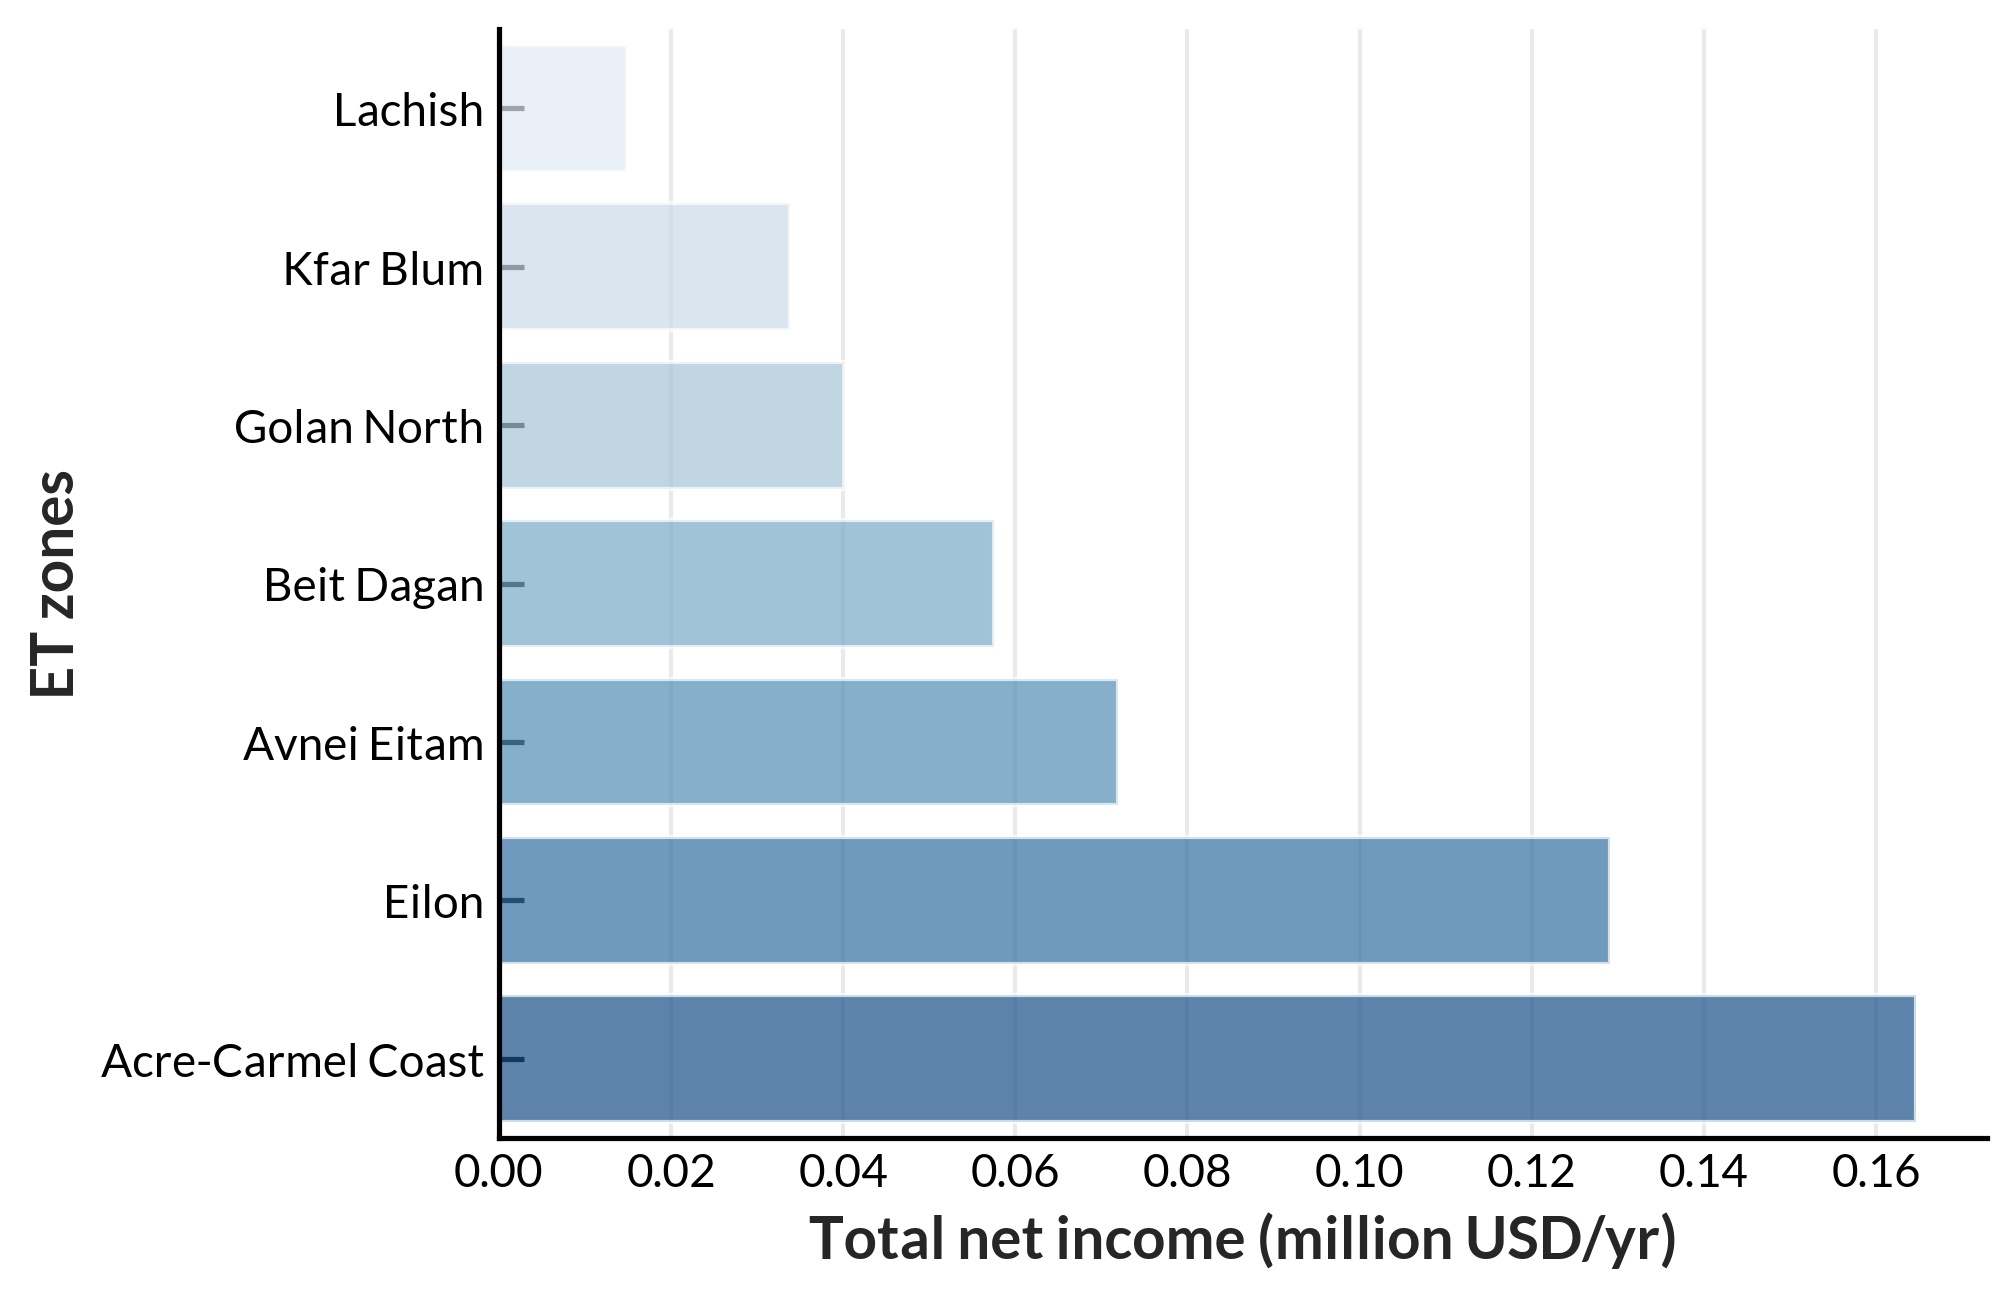 Lachish
Kfar Blum
Golan North
Beit Dagan
Avnei Eitam
Eilon
Acre-Carmel Coast
ET zones
0.00 0.02 0.04 0.06 0.08 0.10 0.12 0.14 0.16
Total net income (million USD/yr)